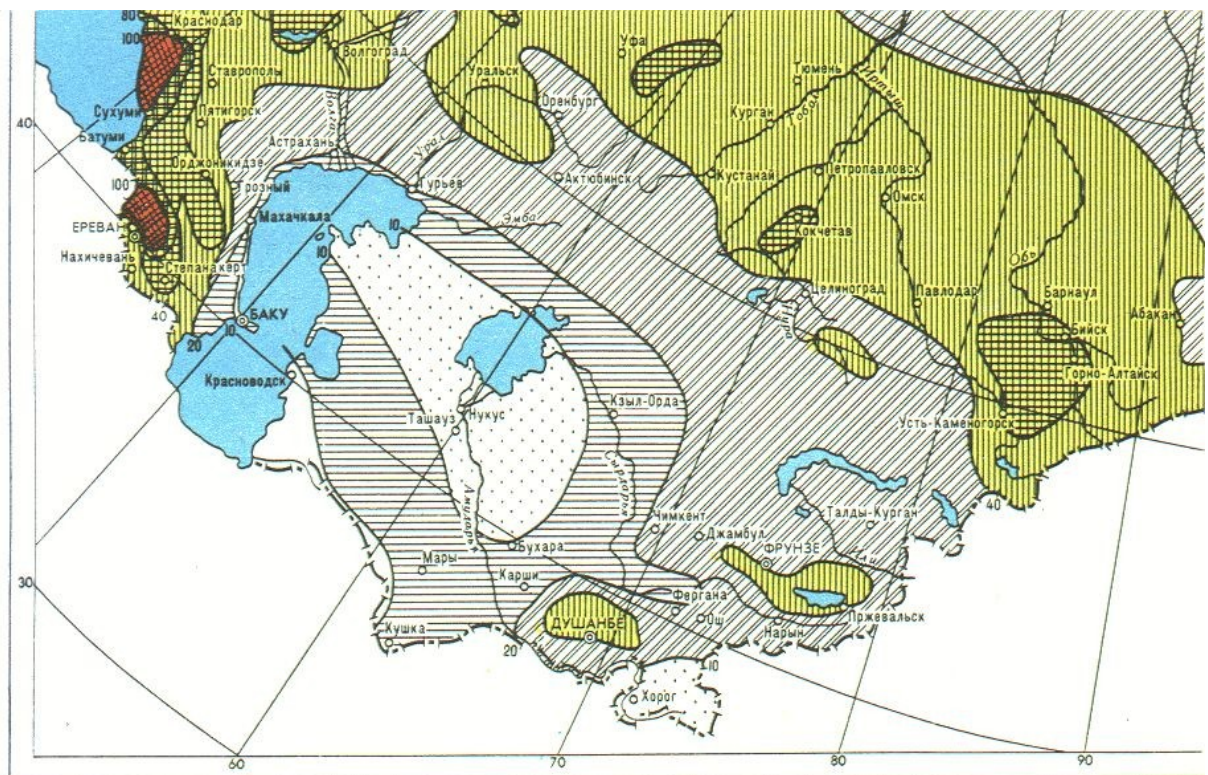 80
Краснодар
100
Волгоград
Уфа
Ставрополь
Уральск
Тюмень
Иртыш
Волга
Оренбург
Тобол
Сухуми
Пятигорск
Курган
40
Батуми
Астрахань
Урал
Орджоникидзе
Петропавловск
100
Грозный
Гурьев
Актюбинск
Кустанай
Омск
Махачкала
10
Эмба
ЕРЕВАН
Кокчетав
10
Нахичевань
Степанакерт
Обь
Целиноград
Павлодар
Барнаул
40
БАКУ
10
Нура
Абакан
20
Бийск
Красноводск
Горно-Алтайск
Ташауз
Нукус
Кзыл-Орда
Усть-Каменогорск
Амударья
Сырдарья
40
Чимкент
Талды-Курган
Джамбул
Бухара
ФРУНЗЕ
Или
Мары
30
Карши
Фергана
ДУШАНБЕ
Ош
Пржевальск
Кушка
Нарын
20
10
Хорог
60
70
80
90